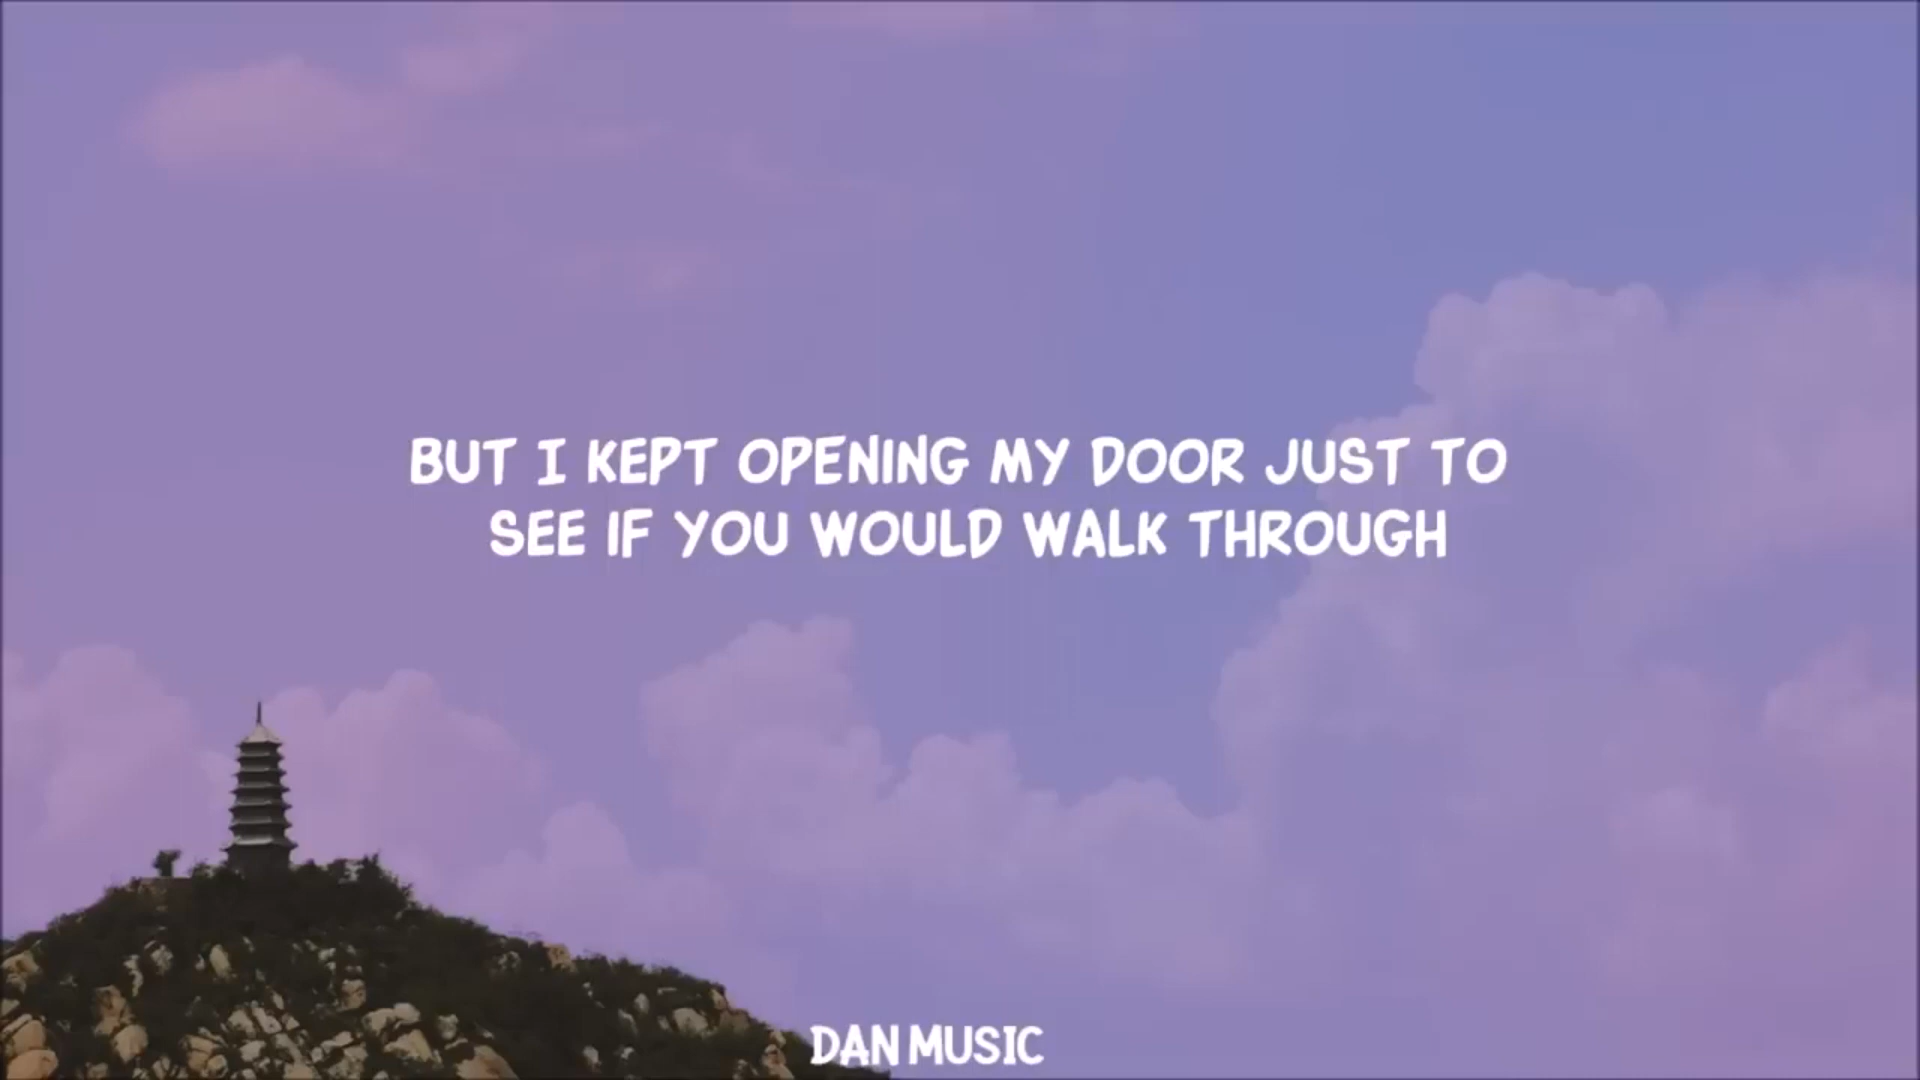 BUT I KEPT OPENING MY DOOR JUST TO
SEE IF YOU WOULD WALK THROUGH
DAN MUSIC